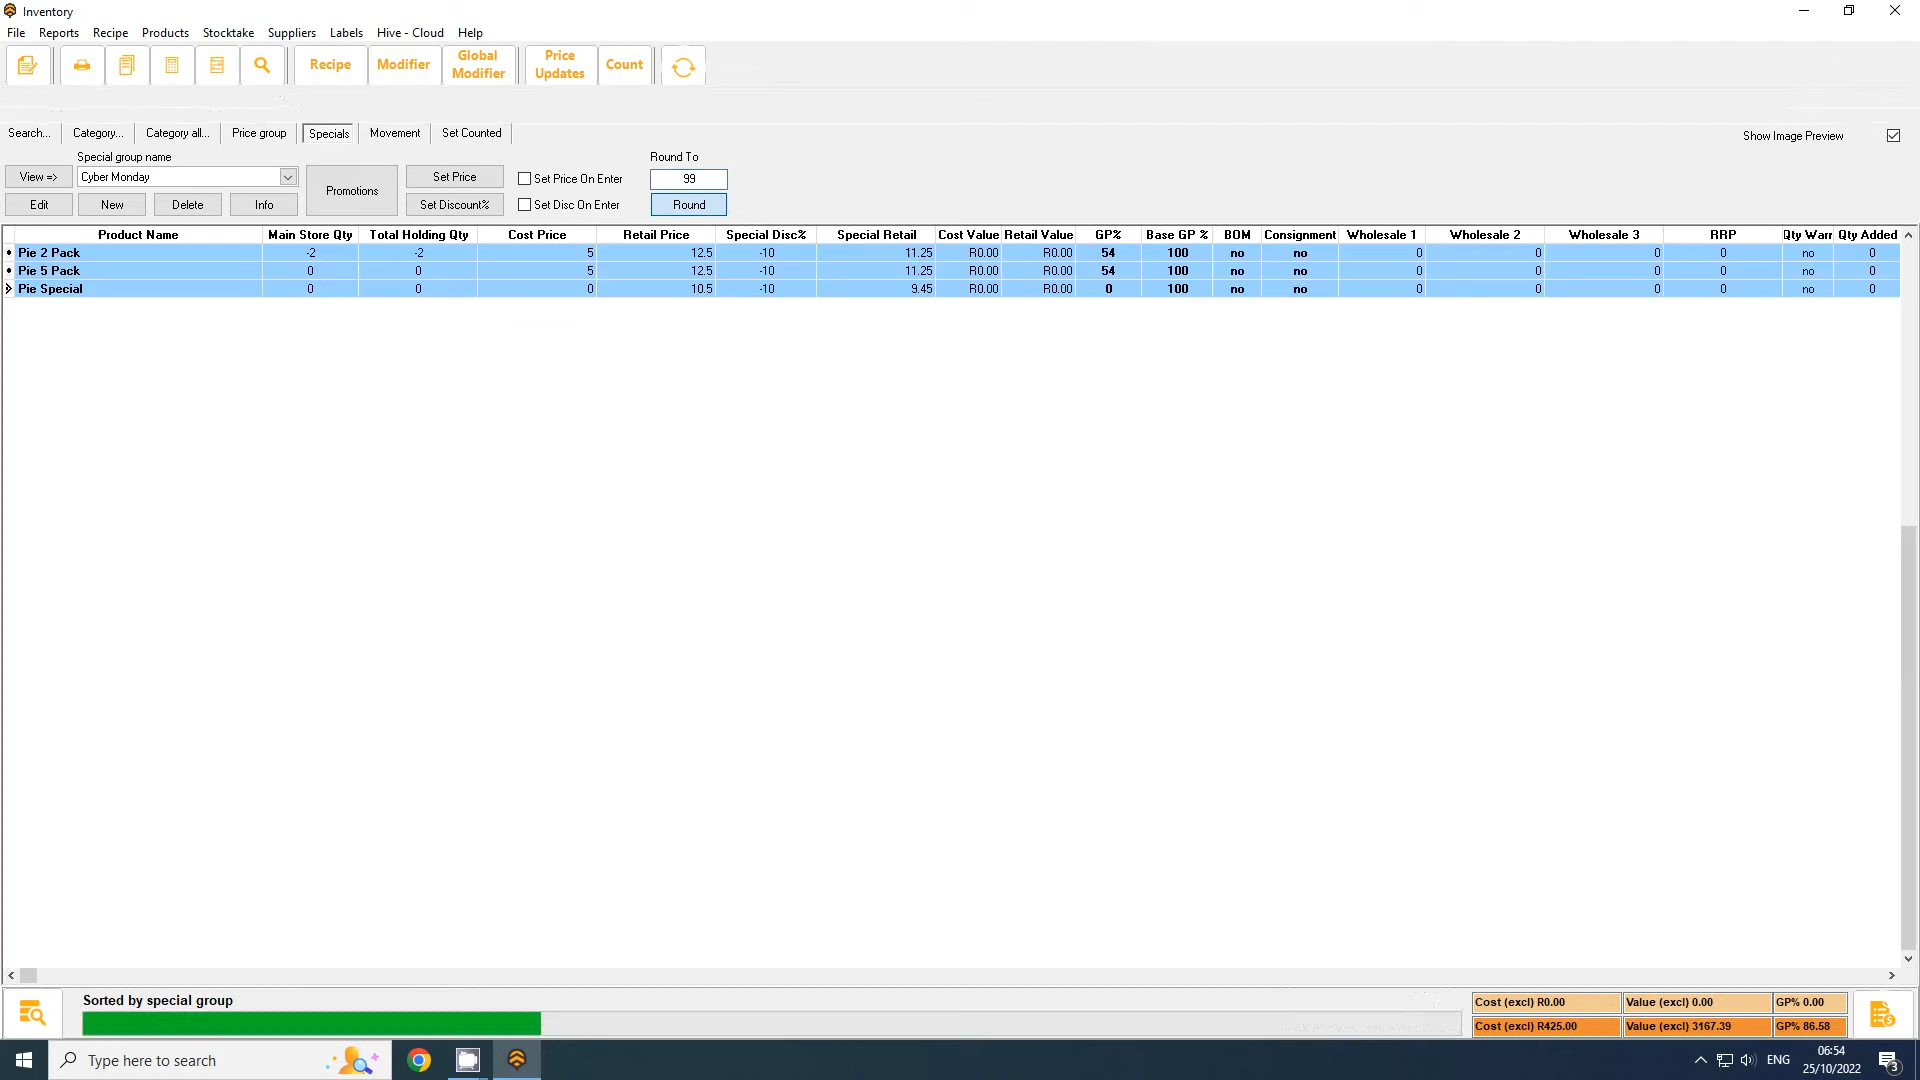 Inventory
File Reports Recipe Products Stocktake Suppliers Labels Hive - Cloud Help
Recipe Modifier Global Modifier Price Updates Count
Search... Category... Category all... Price group Specials Movement Set Counted Show Image Preview
Special group name Round To
View => Cyber Monday Promotions Set Price Set Price On Enter 99
Edit New Delete Info Set Discount% Set Disc On Enter Round
Product Name Main Store Qty Total Holding Qty Cost Price Retail Price Special Disc% Special Retail Cost Value Retail Value GP% Base GP % BOM Consignment Wholesale 1 Wholesale 2 Wholesale 3 RRP Qty Warr Qty Added
Pie 2 Pack -2 -2 5 12.5 -10 11.25 R0.00 R0.00 54 100 no no 0 0 0 0 no 0
Pie 5 Pack 0 0 5 12.5 -10 11.25 R0.00 R0.00 54 100 no no 0 0 0 0 no 0
Pie Special 0 0 0 10.5 -10 9.45 R0.00 R0.00 0 100 no no 0 0 0 0 no 0
Sorted by special group
Cost (excl) R0.00 Value (excl) 0.00 GP% 0.00
Cost (excl) R425.00 Value (excl) 3167.39 GP% 86.58
Type here to search ENG 06:54
25/10/2022 3